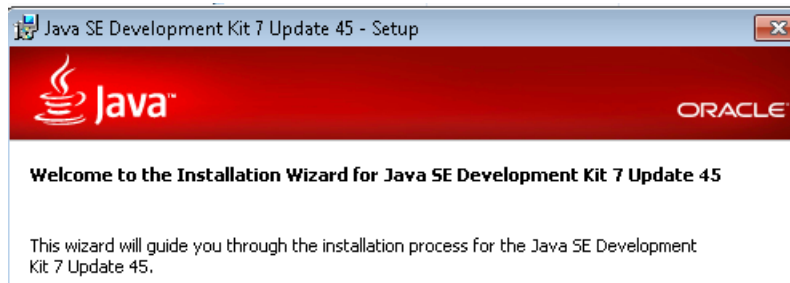 Java SE Development Kit 7 Update 45 - Setup
Java™
ORACLE
Welcome to the Installation Wizard for Java SE Development Kit 7 Update 45
This wizard will guide you through the installation process for the Java SE Development
Kit 7 Update 45.